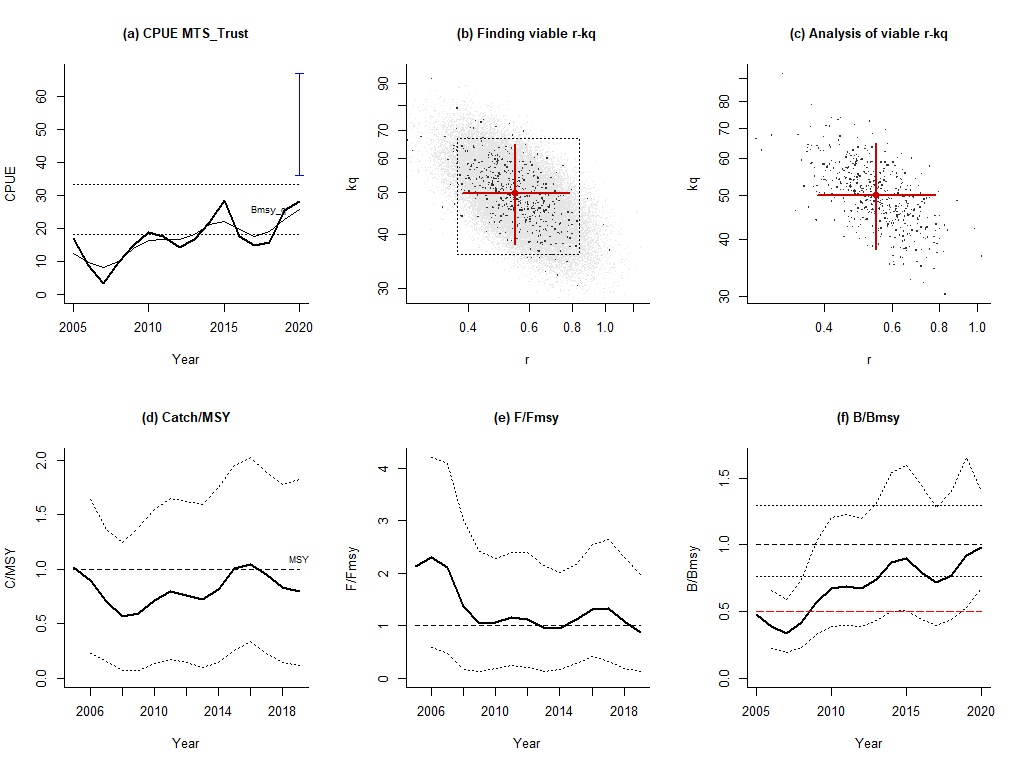 (a) CPUE MTS_Trust
CPUE
0 10 20 30 40 50 60
Bmsy_
2005 2010 2015 2020
Year
(b) Finding viable r-kq
kq
30 40 50 60 70 90
0.4 0.6 0.8 1.0
r
(c) Analysis of viable r-kq
kq
30 40 50 60 70 80
0.4 0.6 0.8 1.0
r
(d) Catch/MSY
C/MSY
0.0 0.5 1.0 1.5 2.0
MSY
2006 2010 2014 2018
Year
(e) F/Fmsy
F/Fmsy
0 1 2 3 4
2006 2010 2014 2018
Year
(f) B/Bmsy
B/Bmsy
0.0 0.5 1.0 1.5
2005 2010 2015 2020
Year